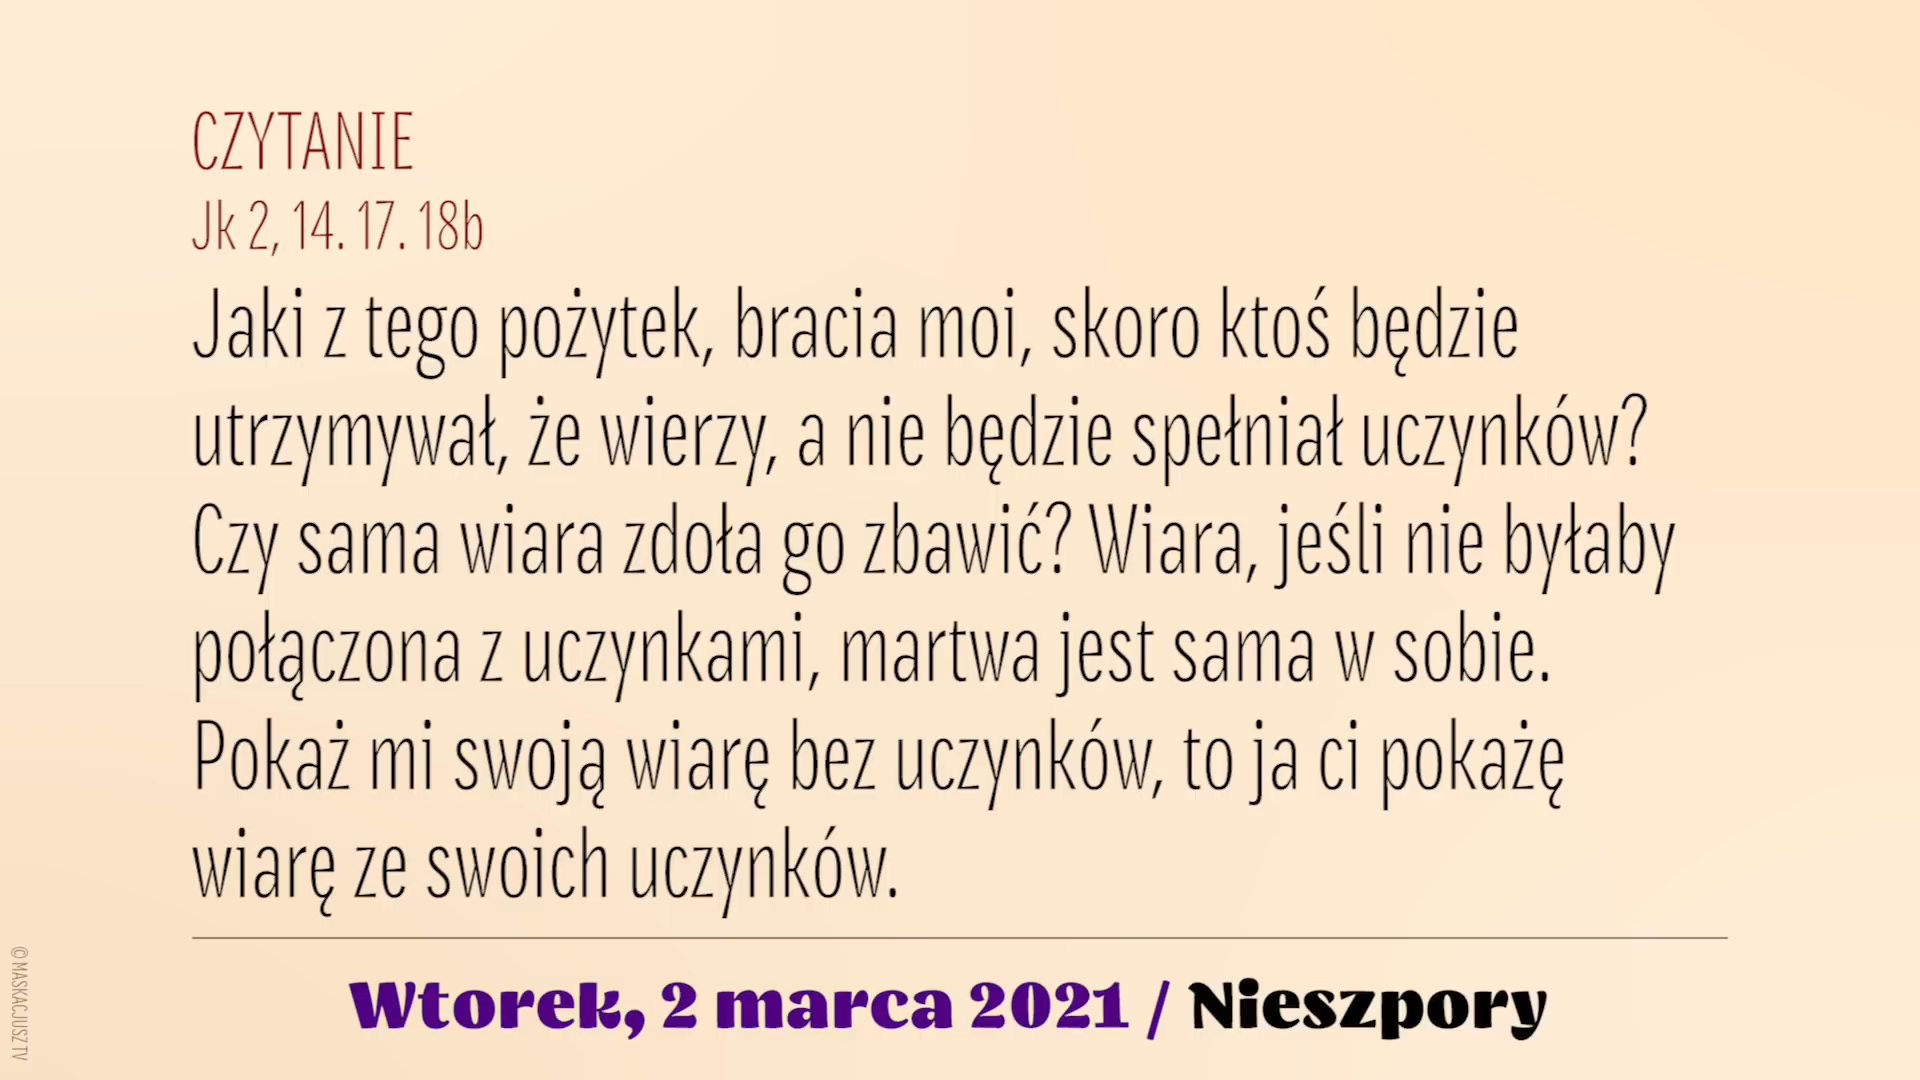 CZYTANIE
Jk 2, 14. 17. 18b
Jaki z tego pożytek, bracia moi, skoro ktoś będzie
utrzymywał, że wierzy, a nie będzie spełniał uczynków?
Czy sama wiara zdoła go zbawić? Wiara, jeśli nie byłaby
połączona z uczynkami, martwa jest sama w sobie.
Pokaż mi swoją wiarę bez uczynków, to ja ci pokażę
wiarę ze swoich uczynków.
Wtorek, 2 marca 2021 / Nieszpory
© MASKACJUSZ TV